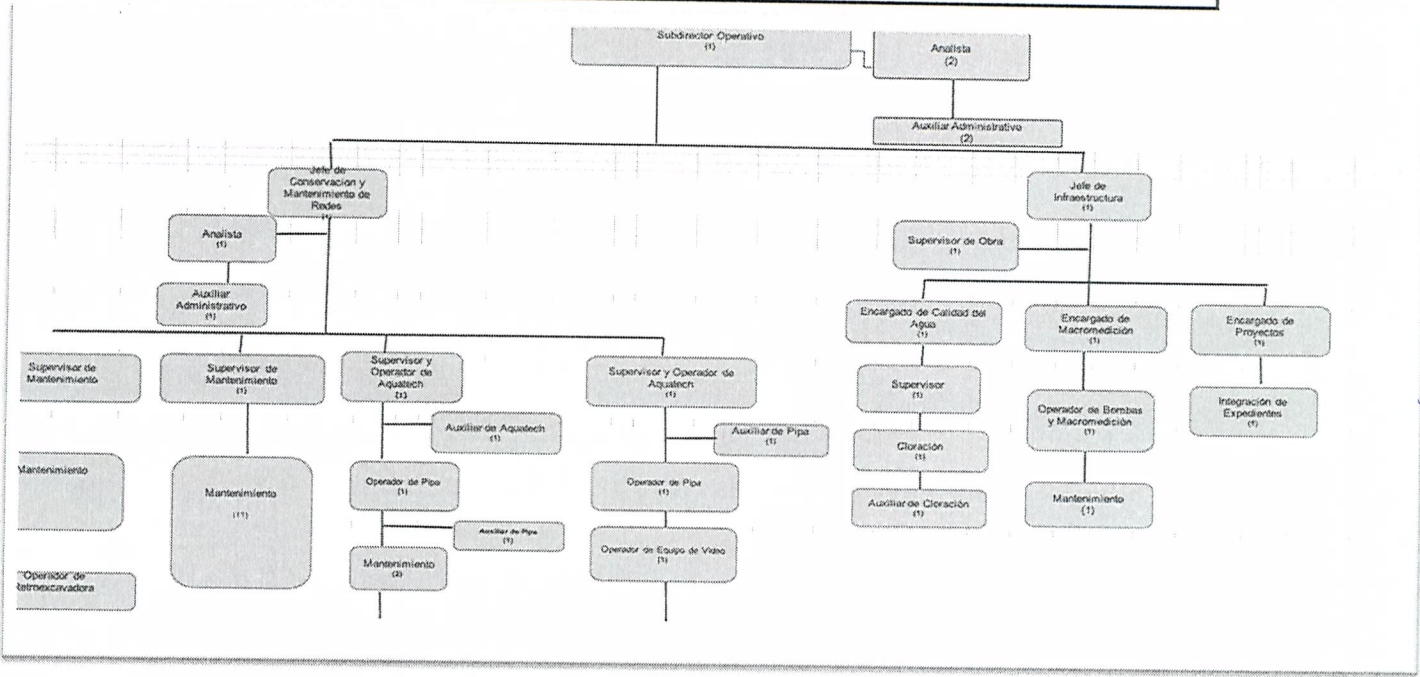 Subdirector Operativo
(1)
Analista
(2)
Auxiliar Administrativo
(2)
Jefe de
Conservacion y
Mantenimiento de
Redes
Analista
(1)
Auxiliar
Administrativo
(1)
Jefe de
Infraestructura
(1)
Supervisor de Obra
(1)
Supervisor de
Mantenimiento
Supervisor de
Mantenimiento
(1)
Supervisor y
Operador de
Aquatech
(1)
Supervisor y Operador de
Aquatech
(1)
Encargado de Calidad del
Agua
(1)
Encargado de
Macromedición
(1)
Encargado de
Proyectos
(1)
Auxiliar de Aquatech
(1)
Auxiliar de Pipa
(1)
Supervisor
(1)
Operador de Bombas
y Macromedición
(1)
Integración de
Expedientes
(1)
Mantenimiento
Mantenimiento
(11)
Operador de Pipa
(1)
Operador de Pipa
(1)
Cloración
(1)
Auxiliar de Pipa
(1)
Auxiliar de Cloración
(1)
Mantenimiento
(1)
Mantenimiento
(2)
Operador de Equipo de Video
(1)
Operador de
Retroexcavadora